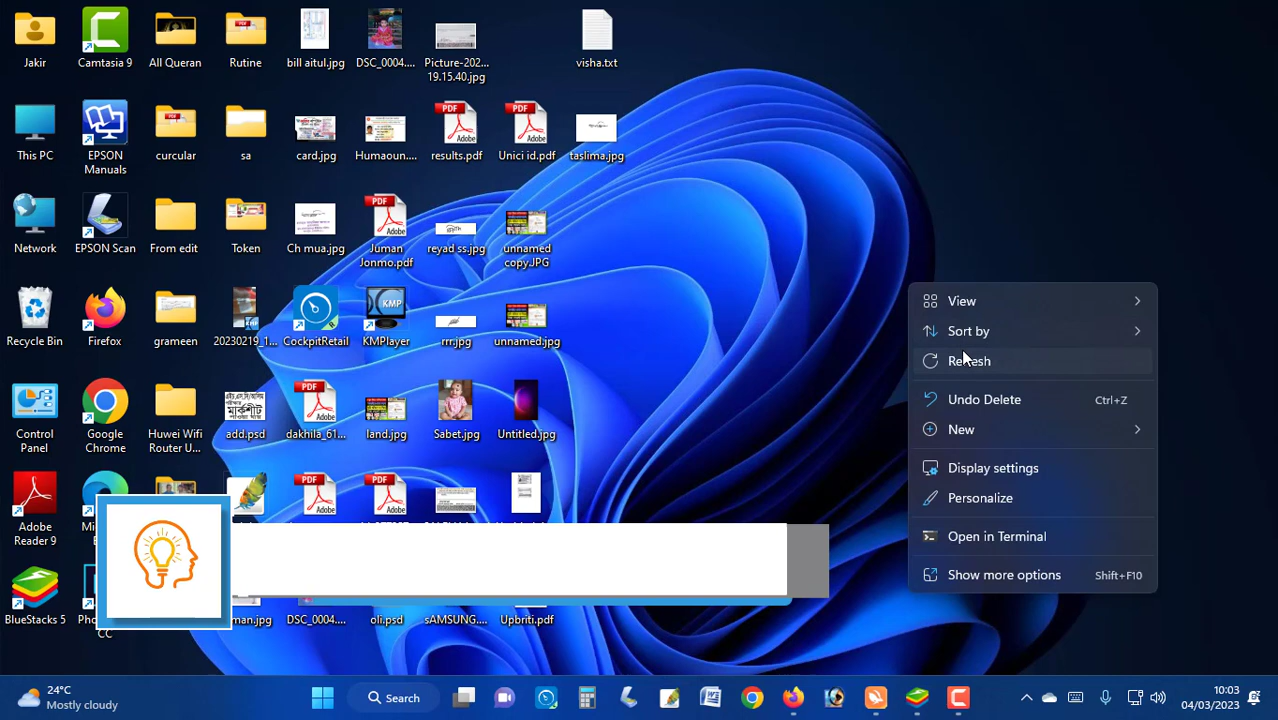 Jakir
Camtasia 9
All Queran
Rutine
bill aitul.jpg
DSC_0004....
Picture-202...
19.15.40.jpg
visha.txt
This PC
EPSON
Manuals
curcular
sa
card.jpg
Humaoun....
results.pdf
Unici id.pdf
taslima.jpg
Network
EPSON Scan
From edit
Token
Ch mua.jpg
Juman
Jonmo.pdf
reyad ss.jpg
unnamed
copy.JPG
Recycle Bin
Firefox
grameen
20230219_1...
CockpitRetail
KMPlayer
rrr.jpg
unnamed.jpg
Control
Panel
Google
Chrome
Huwei Wifi
Router U...
add.psd
dakhila_61...
land.jpg
Sabet.jpg
Untitled.jpg
Adobe
Reader 9
BlueStacks 5
CC
DSC_0004....
oli.psd
sAMSUNG....
Upbriti.pdf
View
Sort by
Refresh
Undo Delete Ctrl+Z
New
Display settings
Personalize
Open in Terminal
Show more options Shift+F10
24°C
Mostly cloudy
Search
10:03
04/03/2023